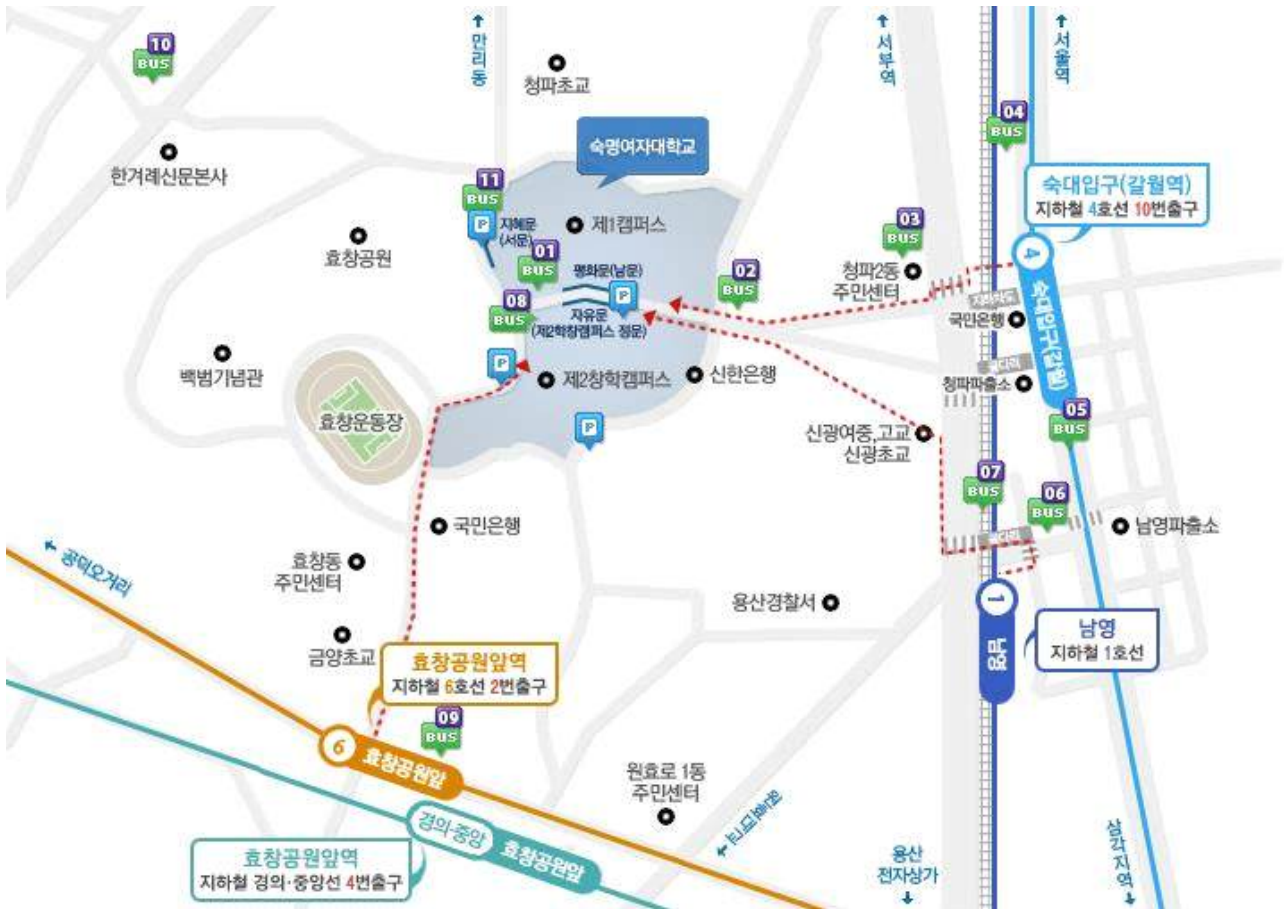 10
BUS
↑만리동
청파초교
↑서부역
↑서울역
숙명여자대학교
04
BUS
한겨레신문본사
11
BUS
숙대입구(갈월역)
지하철 4호선 10번출구
P
지혜문
(서문)
제1캠퍼스
03
BUS
효창공원
01
BUS
평화문(남문)
P
02
BUS
청파2동
주민센터
4
숙대입구(갈월)
지하차도
국민은행
08
BUS
자유문
(제2학창캠퍼스 정문)
P
제2창학캠퍼스
신한은행
청파파출소
백범기념관
효창운동장
P
신광여중,고교
신광초교
05
BUS
07
BUS
06
BUS
남영파출소
국민은행
←공덕오거리
효창동
주민센터
용산경찰서
1
남영
남영
지하철 1호선
금양초교
효창공원앞역
지하철 6호선 2번출구
09
BUS
6
효창공원앞
원효로 1동
주민센터
경의·중앙
효창공원앞
효창공원앞역
지하철 경의·중앙선 4번출구
용산
전자상가
↓
삼각지역↓